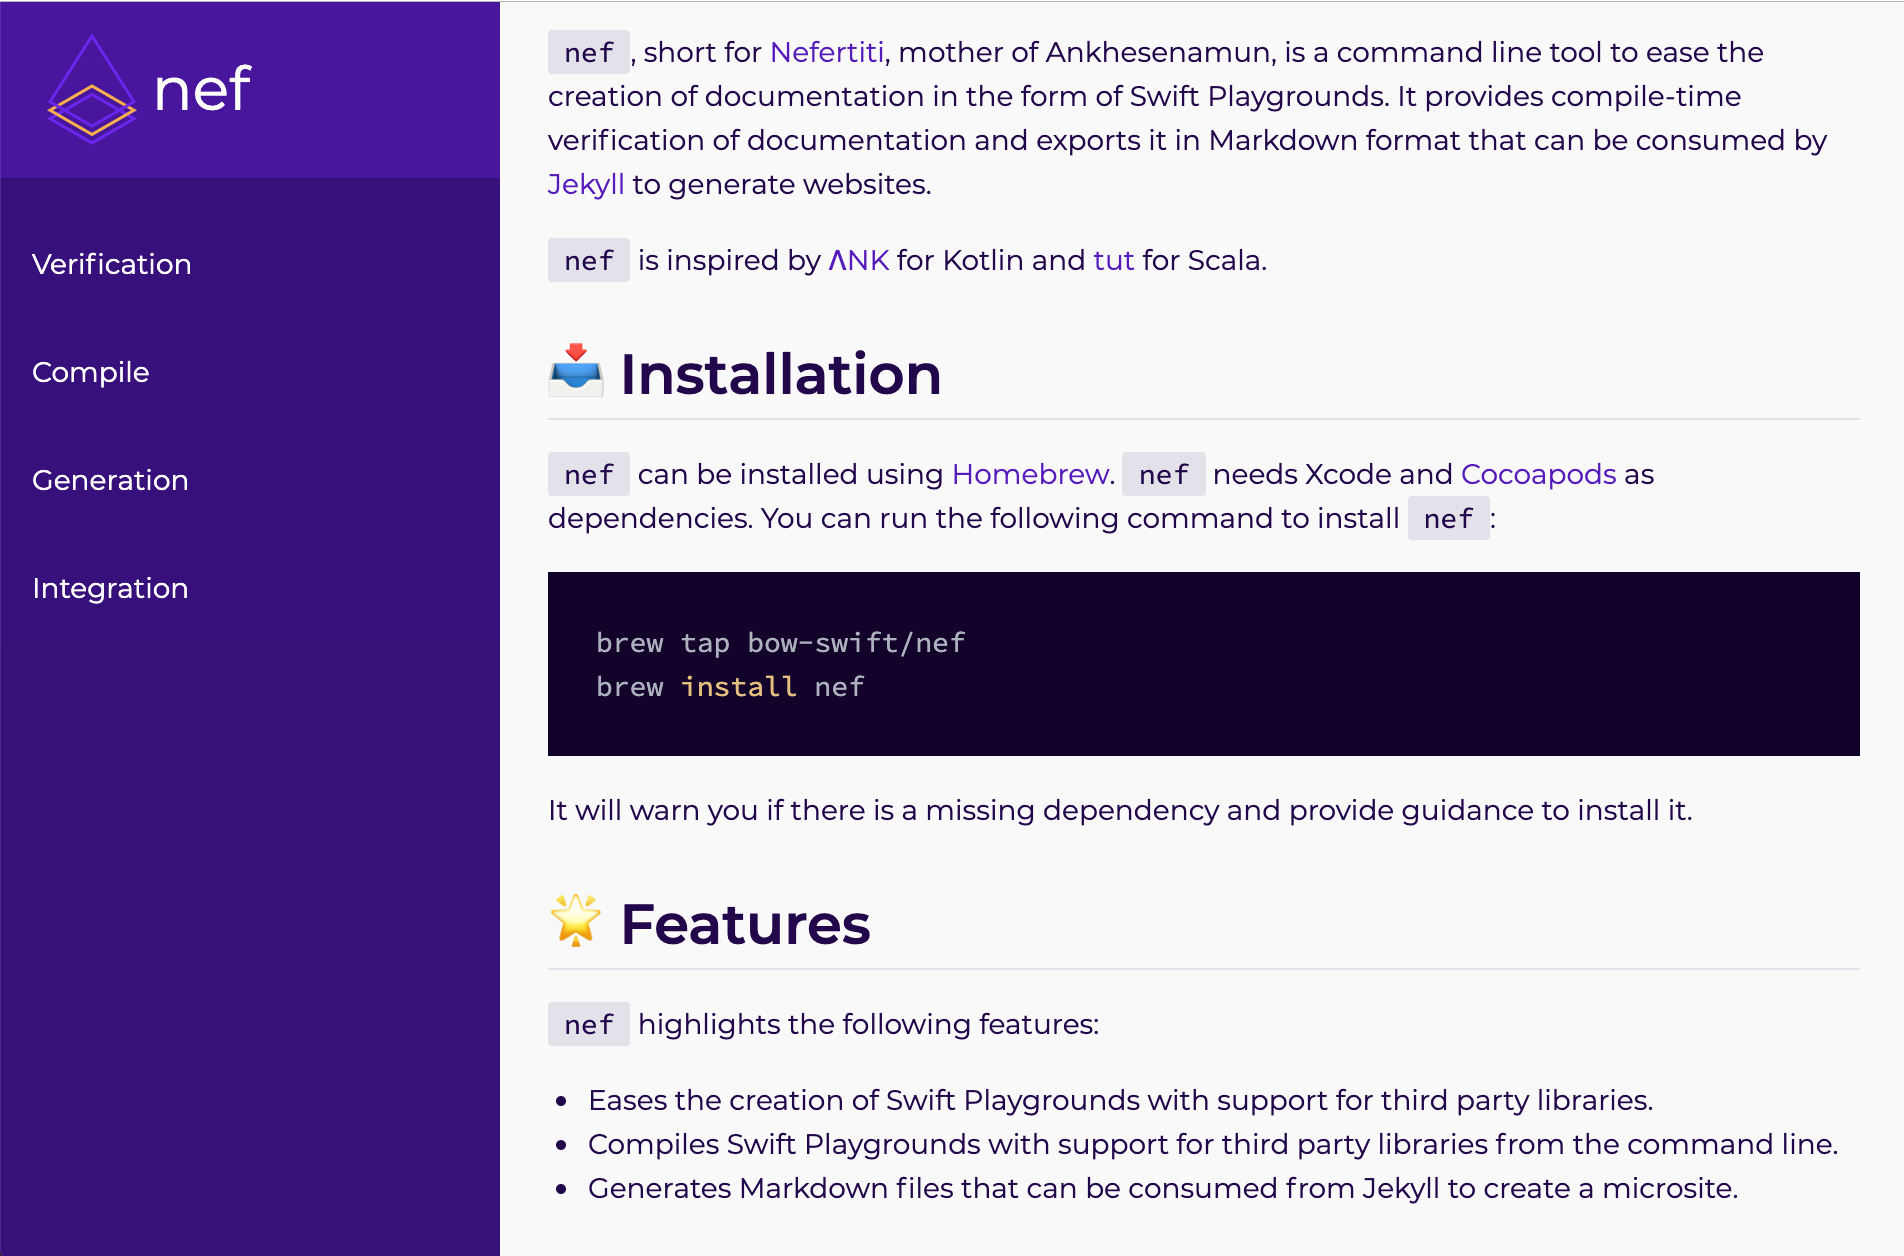 nef
Verification
Compile
Generation
Integration
nef, short for Nefertiti, mother of Ankhesenamun, is a command line tool to ease the
creation of documentation in the form of Swift Playgrounds. It provides compile-time
verification of documentation and exports it in Markdown format that can be consumed by
Jekyll to generate websites.
nef is inspired by ΛNK for Kotlin and tut for Scala.
📥 Installation
nef can be installed using Homebrew. nef needs Xcode and Cocoapods as
dependencies. You can run the following command to install nef:
brew tap bow-swift/nef
brew install nef
It will warn you if there is a missing dependency and provide guidance to install it.
🌟 Features
nef highlights the following features:
• Eases the creation of Swift Playgrounds with support for third party libraries.
• Compiles Swift Playgrounds with support for third party libraries from the command line.
• Generates Markdown files that can be consumed from Jekyll to create a microsite.